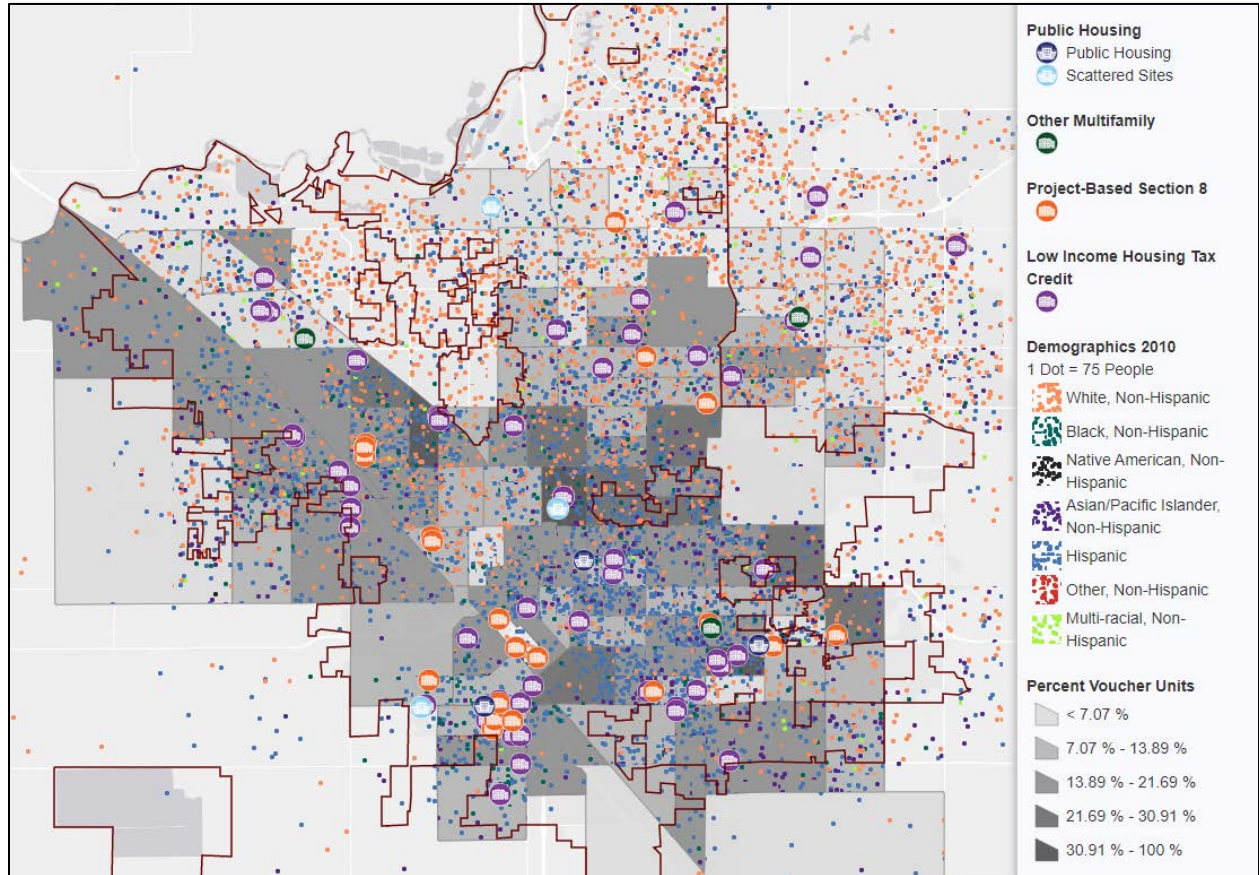 Public Housing
Public Housing
Scattered Sites
Other Multifamily
Project-Based Section 8
Low Income Housing Tax
Credit
Demographics 2010
1 Dot = 75 People
White, Non-Hispanic
Black, Non-Hispanic
Native American, Non-
Hispanic
Asian/Pacific Islander,
Non-Hispanic
Hispanic
Other, Non-Hispanic
Multi-racial, Non-
Hispanic
Percent Voucher Units
< 7.07 %
7.07 % - 13.89 %
13.89 % - 21.69 %
21.69 % - 30.91 %
30.91 % - 100 %